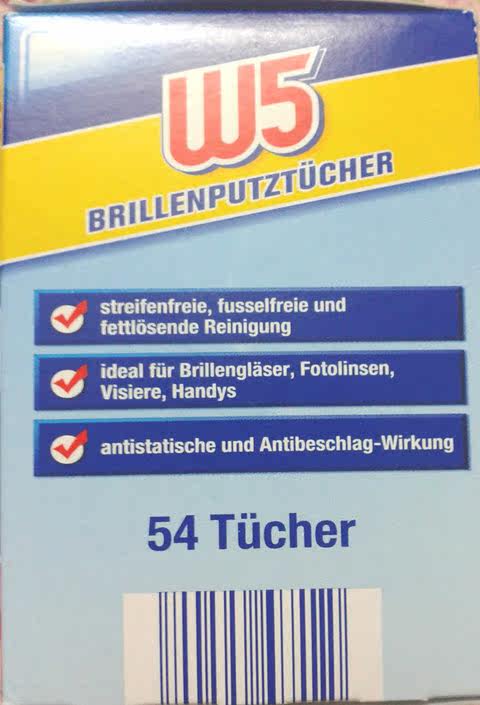 W5
BRILLENPUTZTÜCHER
streifenfreie, fusselfreie und
fettlösende Reinigung
ideal für Brillengläser, Fotolinsen,
Visiere, Handys
antistatische und Antibeschlag-Wirkung
54 Tücher